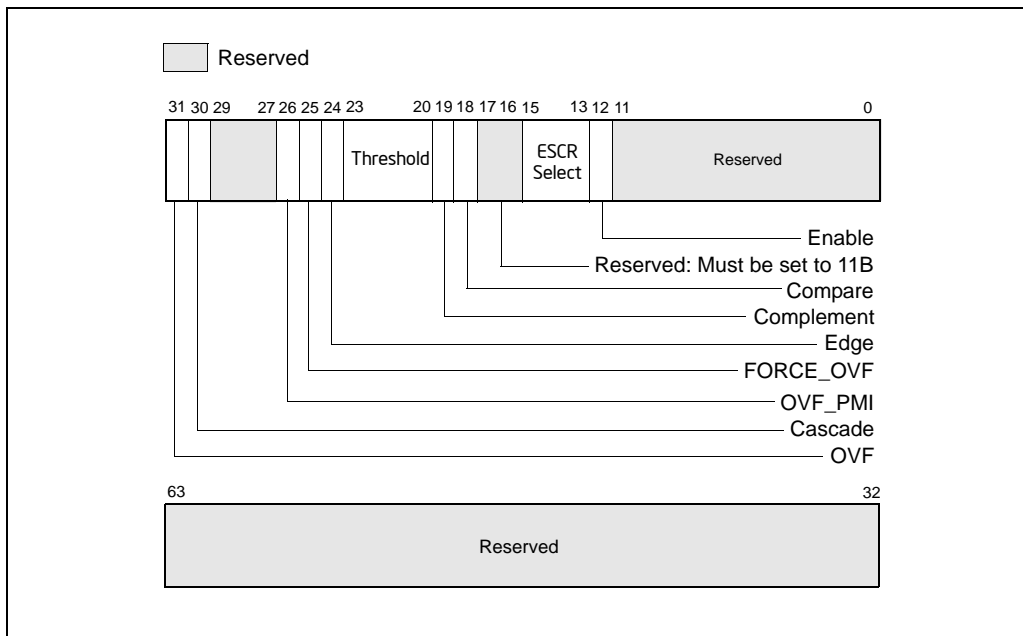 Reserved
31 30 29 27 26 25 24 23 20 19 18 17 16 15 13 12 11 0
Threshold
ESCR
Select
Reserved
Enable
Reserved: Must be set to 11B
Compare
Complement
Edge
FORCE_OVF
OVF_PMI
Cascade
OVF
63 32
Reserved